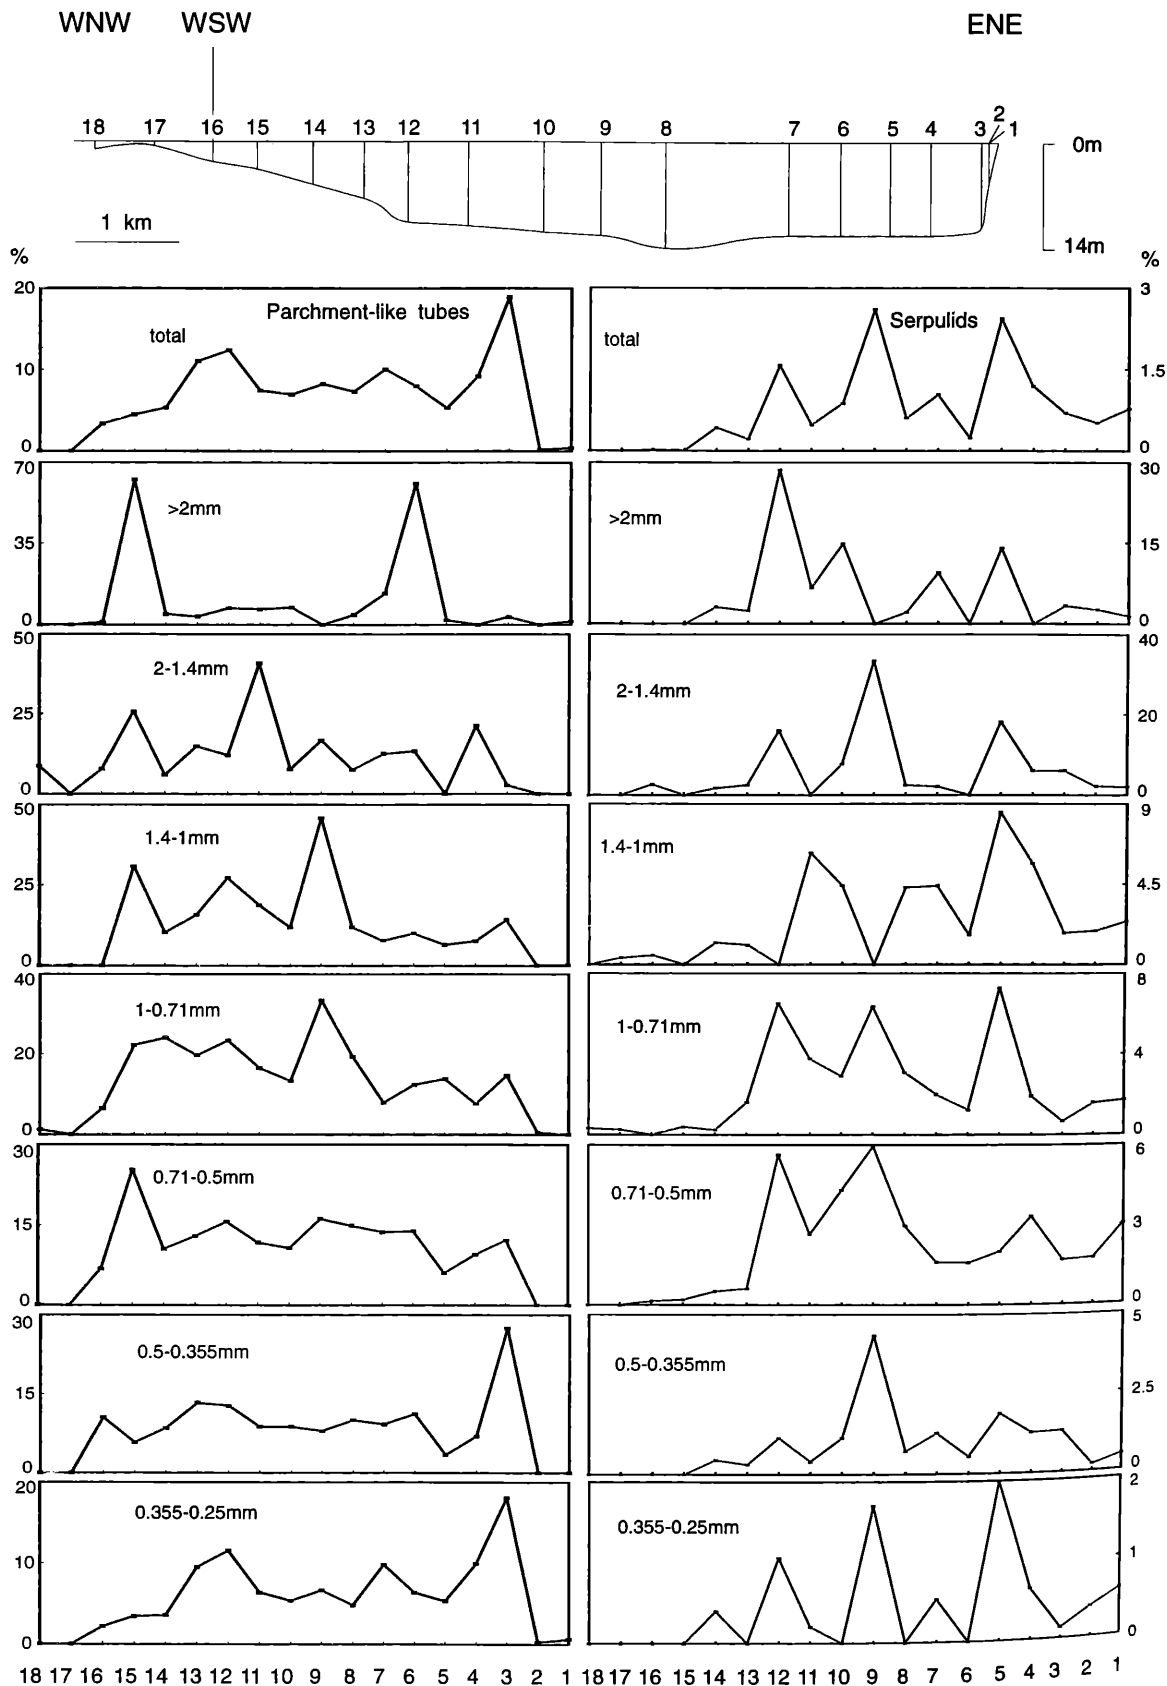 WNW WSW ENE
18 17 16 15 14 13 12 11 10 9 8 7 6 5 4 3 2 1
0m
1 km
14m
% %
20 Parchment-like tubes
total
10
0
3
Serpulids
total
1.5
0
70
>2mm
35
0
30
>2mm
15
0
50
2-1.4mm
25
0
40
2-1.4mm
20
0
50
1.4-1mm
25
0
9
1.4-1mm
4.5
0
40
1-0.71mm
20
0
8
1-0.71mm
4
0
30
0.71-0.5mm
15
0
6
0.71-0.5mm
3
0
30
0.5-0.355mm
15
0
5
0.5-0.355mm
2.5
0
20
0.355-0.25mm
10
0
2
0.355-0.25mm
1
0
18 17 16 15 14 13 12 11 10 9 8 7 6 5 4 3 2 1
18 17 16 15 14 13 12 11 10 9 8 7 6 5 4 3 2 1